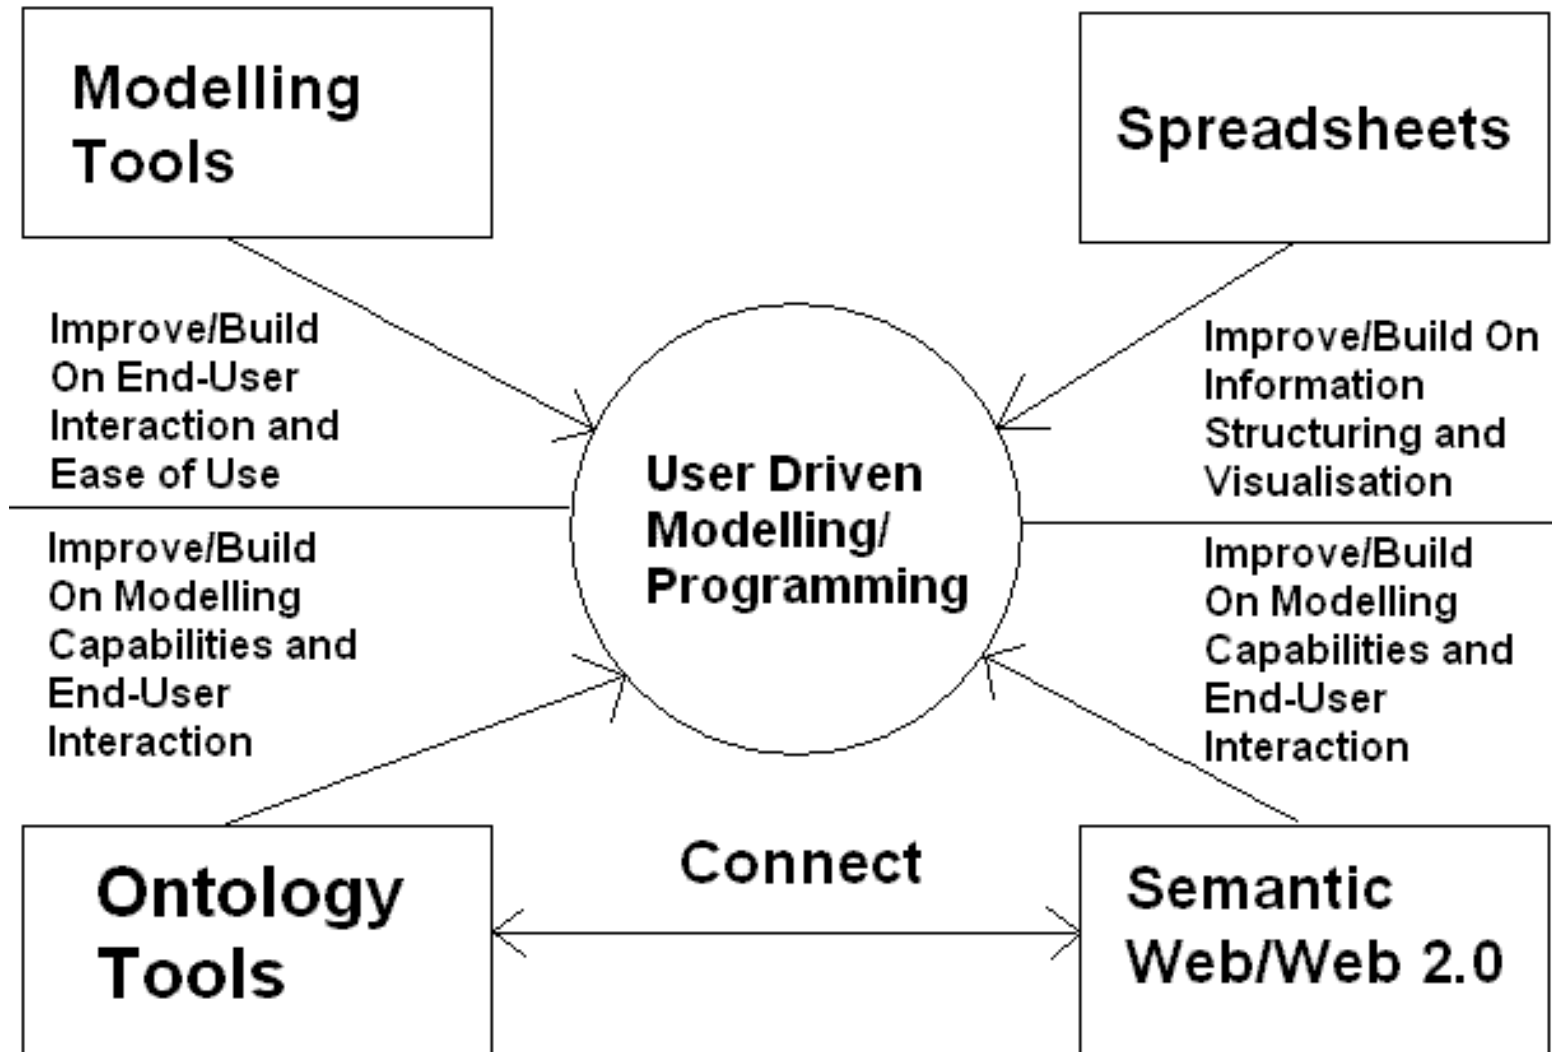 Modelling
Tools
Spreadsheets
Improve/Build
On End-User
Interaction and
Ease of Use
Improve/Build On
Information
Structuring and
Visualisation
User Driven
Modelling/
Programming
Improve/Build
On Modelling
Capabilities and
End-User
Interaction
Improve/Build
On Modelling
Capabilities and
End-User
Interaction
Ontology
Tools
Connect
Semantic
Web/Web 2.0